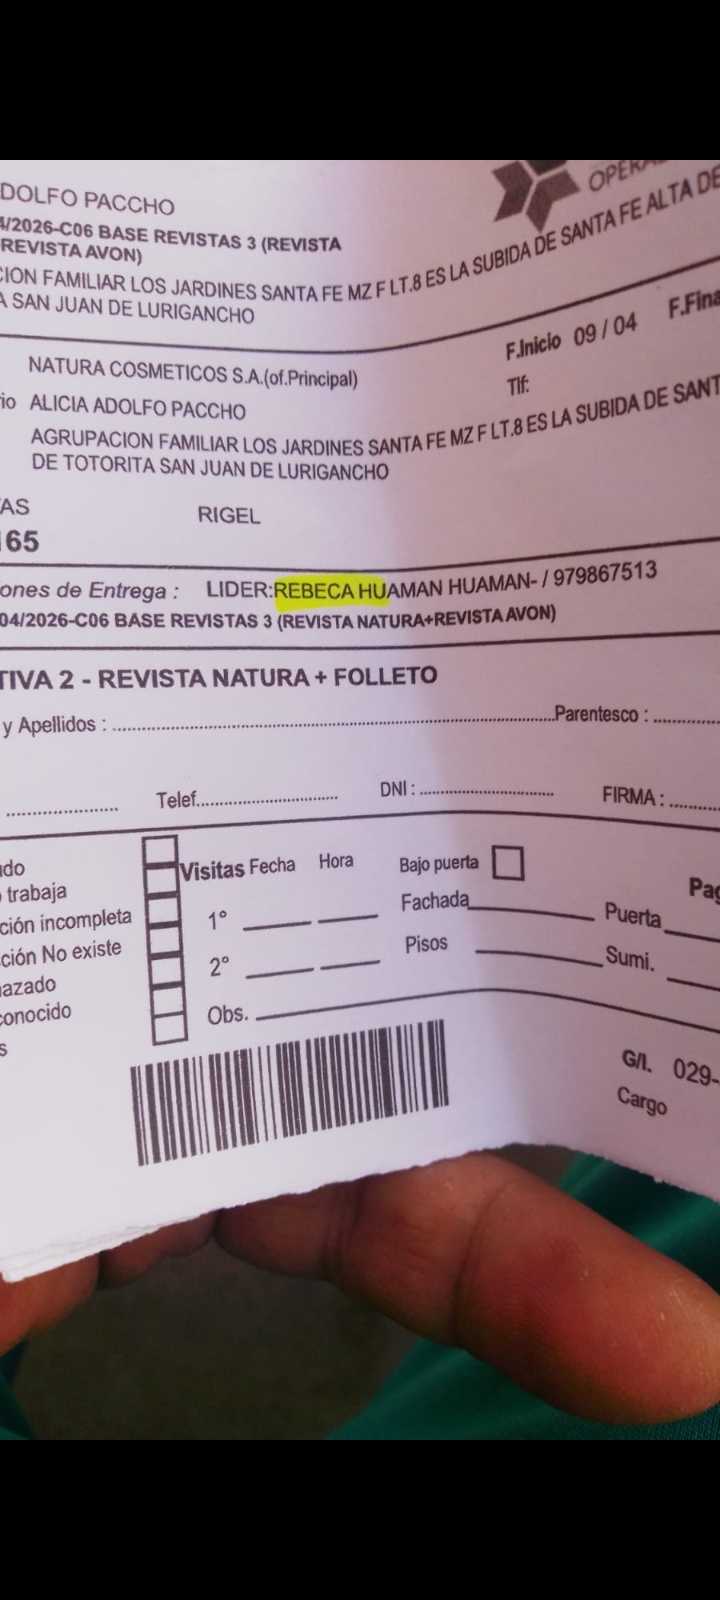 DOLFO PACCHO
4/2026-C06 BASE REVISTAS 3 (REVISTA
REVISTA AVON)
CION FAMILIAR LOS JARDINES SANTA FE MZ F LT.8 ES LA SUBIDA DE SANTA FE ALTA DE
A SAN JUAN DE LURIGANCHO
F.Inicio 09 / 04 F.Fina
NATURA COSMETICOS S.A.(of.Principal)
Tlf:
io ALICIA ADOLFO PACCHO
AGRUPACION FAMILIAR LOS JARDINES SANTA FE MZ F LT.8 ES LA SUBIDA DE SANT
DE TOTORITA SAN JUAN DE LURIGANCHO
AS RIGEL
165
ones de Entrega : LIDER:REBECA HUAMAN HUAMAN- / 979867513
04/2026-C06 BASE REVISTAS 3 (REVISTA NATURA+REVISTA AVON)
TIVA 2 - REVISTA NATURA + FOLLETO
y Apellidos : Parentesco :
Telef. DNI : FIRMA :
do
trabaja
ción incompleta
ción No existe
azado
conocido
s
Visitas Fecha Hora
1°
2°
Obs.
Bajo puerta
Fachada
Pisos
Puerta
Sumi.
Pag
G/I. 029-
Cargo